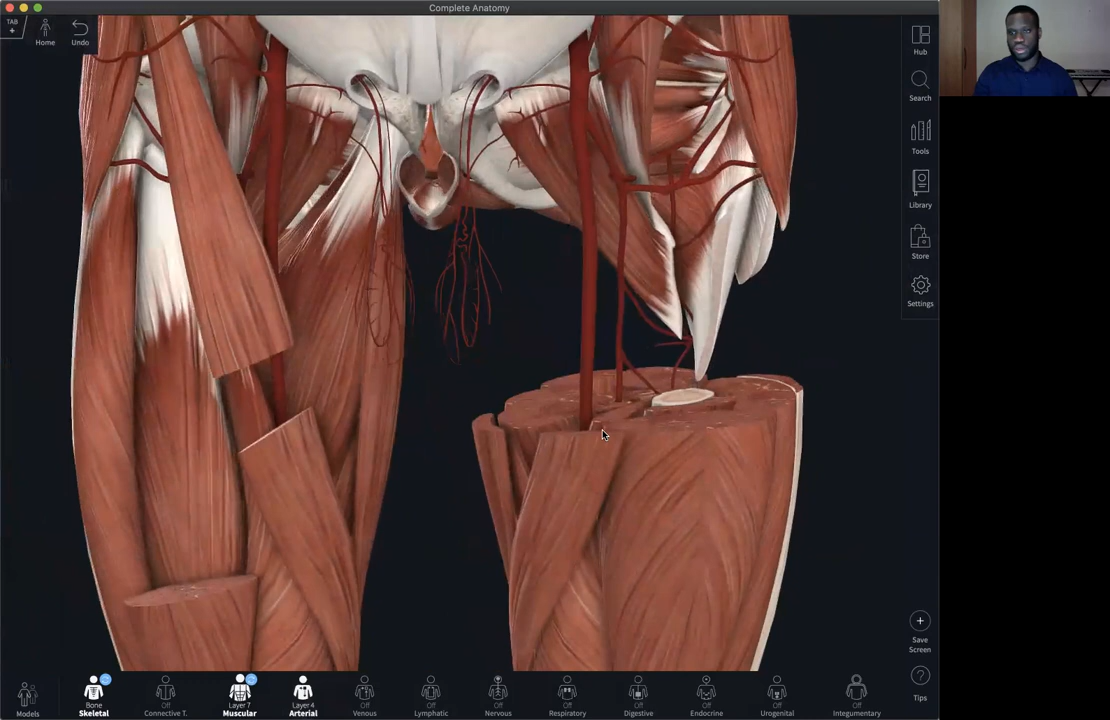 Complete Anatomy
TAB
+
Home
Undo
Hub
Search
Tools
Library
Store
Settings
Save
Screen
Tips
Models
Bone
Skeletal
Off
Connective T.
Layer 7
Muscular
Layer 4
Arterial
Off
Venous
Off
Lymphatic
Off
Nervous
Off
Respiratory
Off
Digestive
Off
Endocrine
Off
Urogenital
Off
Integumentary